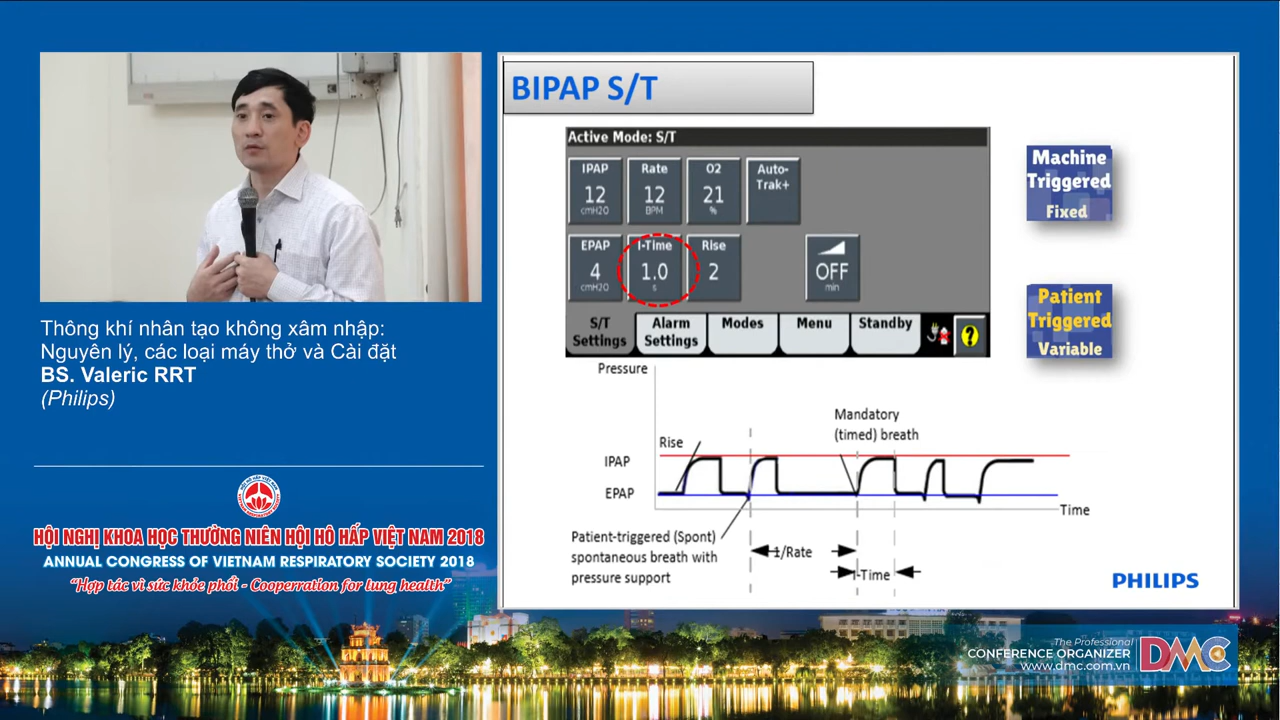 Thông khí nhân tạo không xâm nhập:
Nguyên lý, các loại máy thở và Cài đặt
BS. Valeric RRT
(Philips)
HỘI HÔ HẤP VIỆT NAM
HỘI NGHỊ KHOA HỌC THƯỜNG NIÊN HỘI HÔ HẤP VIỆT NAM 2018
ANNUAL CONGRESS OF VIETNAM RESPIRATORY SOCIETY 2018
“Hợp tác vì sức khỏe phổi - Cooperration for lung health”
BIPAP S/T
Active Mode: S/T
IPAP
12
cmH2O
Rate
12
BPM
O2
21
%
Auto-
Trak+
EPAP
4
cmH2O
I-Time
1.0
s
Rise
2
OFF
min
S/T
Settings
Alarm
Settings
Modes
Menu
Standby
?
Machine
Triggered
Fixed
Patient
Triggered
Variable
Pressure
Rise
Mandatory
(timed) breath
IPAP
EPAP
Time
Patient-triggered (Spont)
spontaneous breath with
pressure support
1/Rate
I-Time
PHILIPS
The Professional
CONFERENCE ORGANIZER
www.dmc.com.vn
DMC